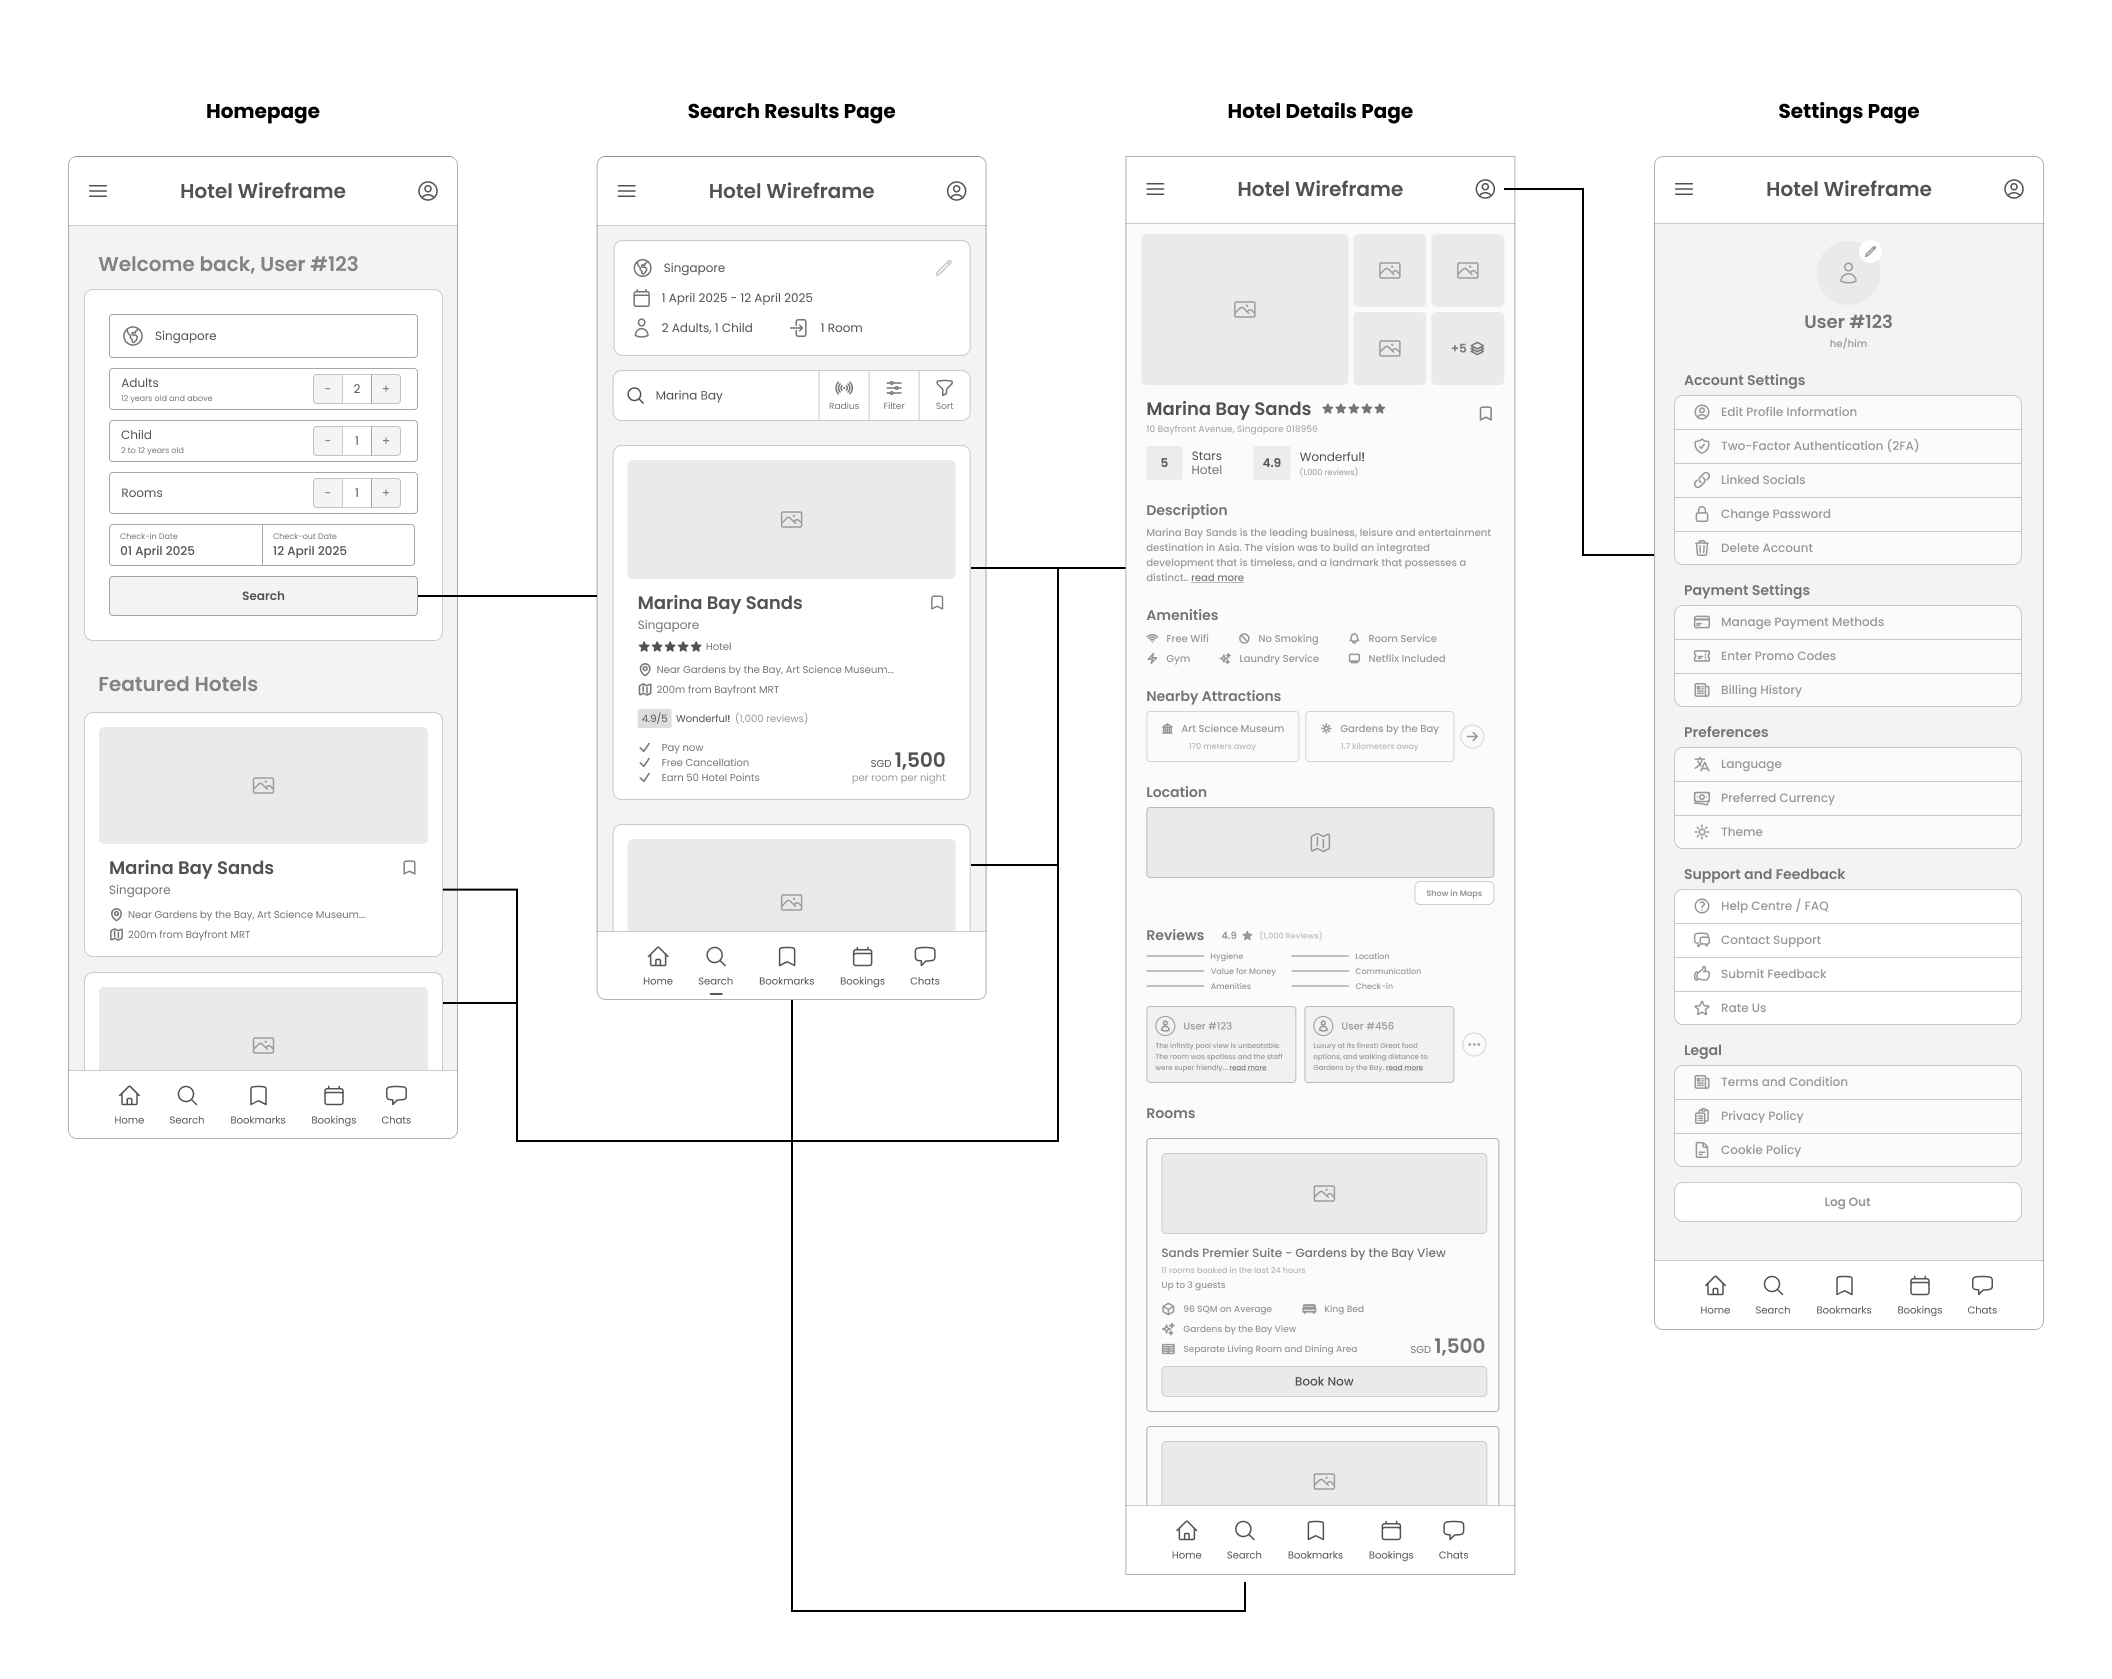 Homepage
Hotel Wireframe
Welcome back, User #123
Singapore
Adults
12 years old and above
- 2 +
Child
2 to 12 years old
- 1 +
Rooms
- 1 +
Check-in Date
01 April 2025
Check-out Date
12 April 2025
Search
Featured Hotels
Marina Bay Sands
Singapore
Near Gardens by the Bay, Art Science Museum...
200m from Bayfront MRT
Home Search Bookmarks Bookings Chats
Search Results Page
Hotel Wireframe
Singapore
1 April 2025 - 12 April 2025
2 Adults, 1 Child 1 Room
Marina Bay Radius Filter Sort
Marina Bay Sands
Singapore
Hotel
Near Gardens by the Bay, Art Science Museum...
200m from Bayfront MRT
4.9/5 Wonderful! (1,000 reviews)
Pay now
Free Cancellation
Earn 50 Hotel Points
SGD 1,500
per room per night
Home Search Bookmarks Bookings Chats
Hotel Details Page
Hotel Wireframe
+5
Marina Bay Sands
10 Bayfront Avenue, Singapore 018956
5 Stars
Hotel
4.9 Wonderful!
(1,000 reviews)
Description
Marina Bay Sands is the leading business, leisure and entertainment
destination in Asia. The vision was to build an integrated
development that is timeless, and a landmark that possesses a
distinct.. read more
Amenities
Free Wifi No Smoking Room Service
Gym Laundry Service Netflix Included
Nearby Attractions
Art Science Museum
170 meters away
Gardens by the Bay
1.7 kilometers away
Location
Show in Maps
Reviews 4.9 (1,000 Reviews)
Hygiene Location
Value for Money Communication
Amenities Check-in
User #123
The infinity pool view is unbeatable.
The room was spotless and the staff
were super friendly... read more
User #456
Luxury at its finest! Great food
options, and walking distance to
Gardens by the Bay. read more
Rooms
Sands Premier Suite - Gardens by the Bay View
11 rooms booked in the last 24 hours
Up to 3 guests
96 SQM on Average King Bed
Gardens by the Bay View
Separate Living Room and Dining Area
SGD 1,500
Book Now
Home Search Bookmarks Bookings Chats
Settings Page
Hotel Wireframe
User #123
he/him
Account Settings
Edit Profile Information
Two-Factor Authentication (2FA)
Linked Socials
Change Password
Delete Account
Payment Settings
Manage Payment Methods
Enter Promo Codes
Billing History
Preferences
Language
Preferred Currency
Theme
Support and Feedback
Help Centre / FAQ
Contact Support
Submit Feedback
Rate Us
Legal
Terms and Condition
Privacy Policy
Cookie Policy
Log Out
Home Search Bookmarks Bookings Chats